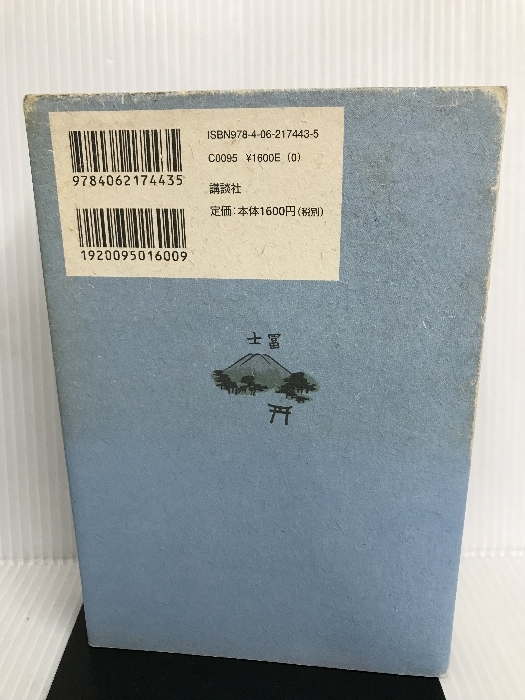 ISBN978-4-06-217443-5
C0095 ¥1600E (0)
講談社
定価：本体1600円（税別）
9784062174435
1920095016009
士冨